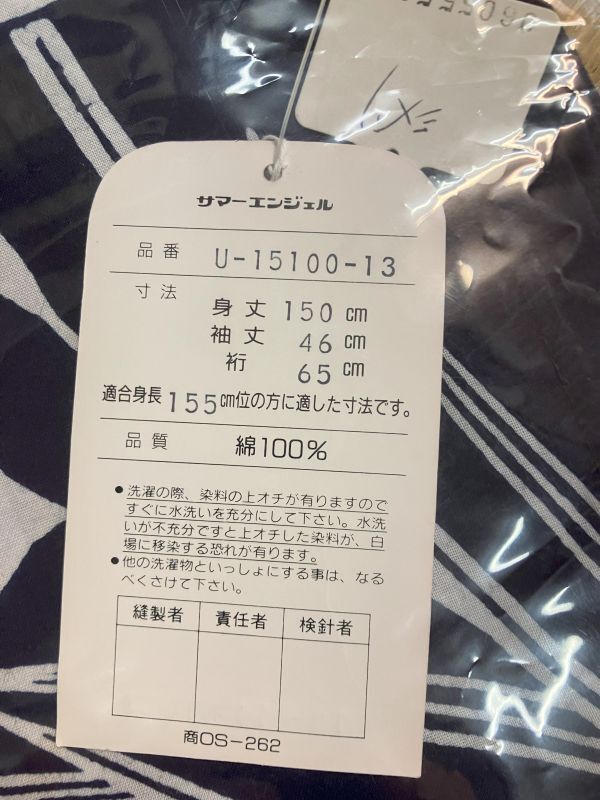 サマーエンジェル
品番 U-15100-13
寸法
身丈 150 cm
袖丈 46 cm
裄 65 cm
適合身長 155cm位の方に適した寸法です。
品質 綿100%
●洗濯の際、染料の上オチが有りますので
すぐに水洗いを充分にして下さい。水洗
いが不充分ですと上オチした染料が、白
場に移染する恐れが有ります。
●他の洗濯物といっしょにする事は、なる
べくさけて下さい。
縫製者 責任者 検針者
商OS-262